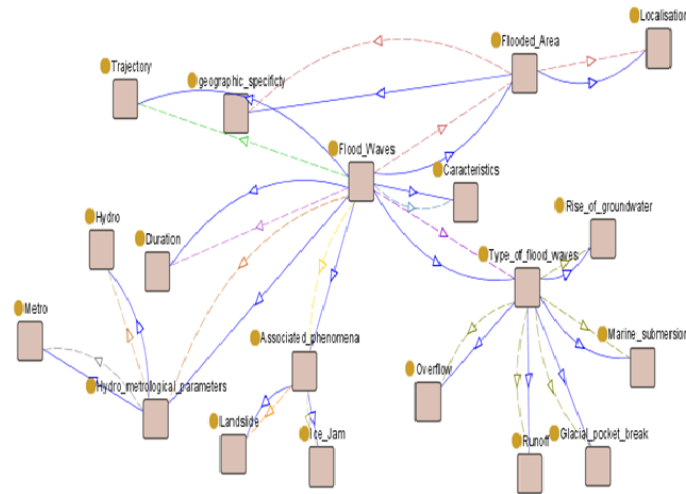 Localisation
Flooded_Area
Trajectory
geographic_specificty
Flood_Waves
Caracteristics
Rise_of_groundwater
Hydro
Duration
Type_of_flood_waves
Metro
Associated_phenomena
Marine_submersion
Overflow
Hydro_metrological_parameters
Landslide
Ice_Jam
Runoff
Glacial_pocket_break